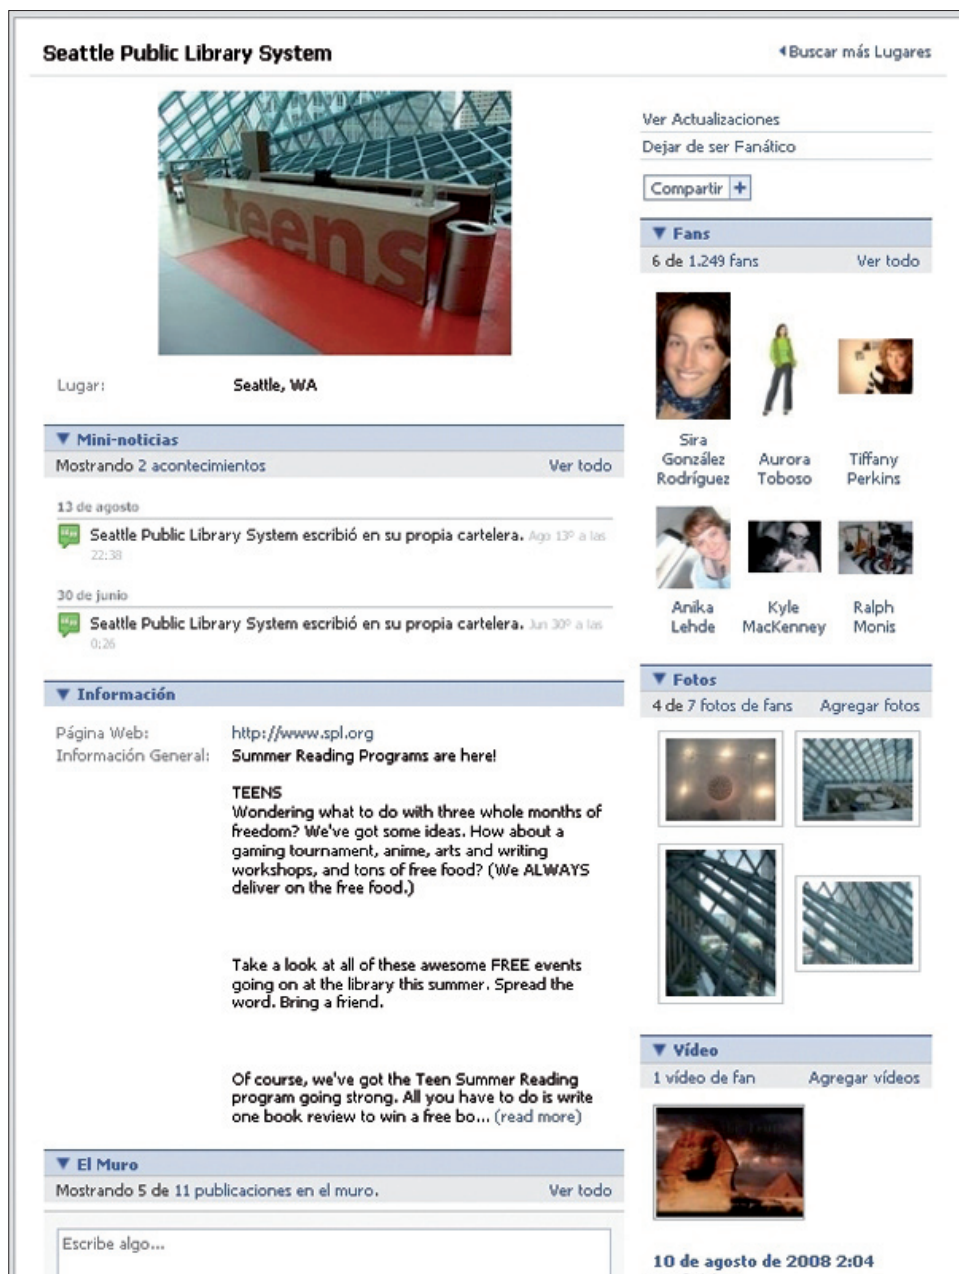 Seattle Public Library System
Buscar más Lugares
teens
Lugar:
Seattle, WA
Mini-noticias
Mostrando 2 acontecimientos
Ver todo
13 de agosto
Seattle Public Library System escribió en su propia cartelera. Ago 13º a las
22:38
30 de junio
Seattle Public Library System escribió en su propia cartelera. Jun 30º a las
0:26
Información
Página Web:
http://www.spl.org
Información General:
Summer Reading Programs are here!
TEENS
Wondering what to do with three whole months of
freedom? We've got some ideas. How about a
gaming tournament, anime, arts and writing
workshops, and tons of free food? (We ALWAYS
deliver on the free food.)
Take a look at all of these awesome FREE events
going on at the library this summer. Spread the
word. Bring a friend.
Of course, we've got the Teen Summer Reading
program going strong. All you have to do is write
one book review to win a free bo... (read more)
El Muro
Mostrando 5 de 11 publicaciones en el muro.
Ver todo
Escribe algo...
Ver Actualizaciones
Dejar de ser Fanático
Compartir +
Fans
6 de 1.249 fans
Ver todo
Sira
González
Rodríguez
Aurora
Toboso
Tiffany
Perkins
Anika
Lehde
Kyle
MacKenney
Ralph
Monis
Fotos
4 de 7 fotos de fans
Agregar fotos
Vídeo
1 vídeo de fan
Agregar vídeos
10 de agosto de 2008 2:04